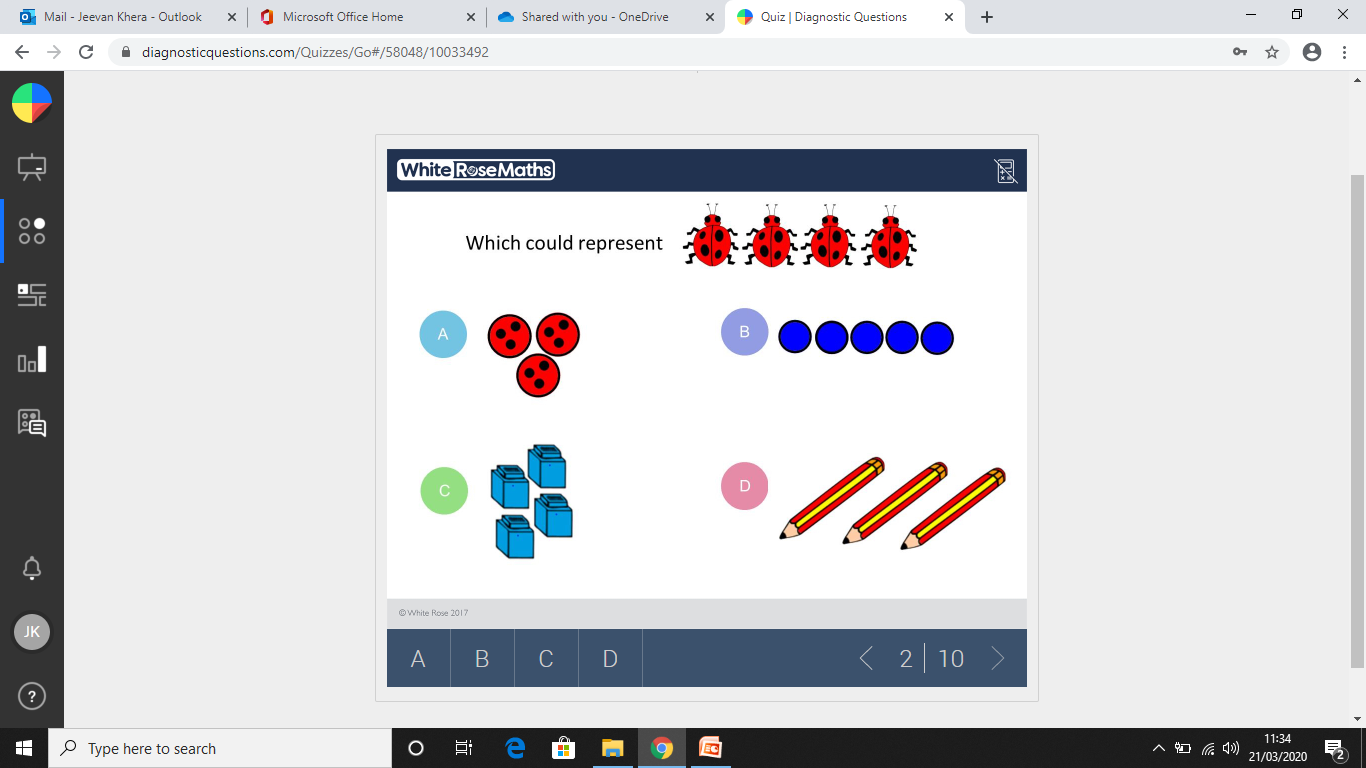 Mail - Jeevan Khera - Outlook
Microsoft Office Home
Shared with you - OneDrive
Quiz | Diagnostic Questions
diagnosticquestions.com/Quizzes/Go#/58048/10033492
White Rose Maths
Which could represent
A
B
C
D
© White Rose 2017
A B C D 2 10
JK
?
Type here to search
11:34
21/03/2020
2